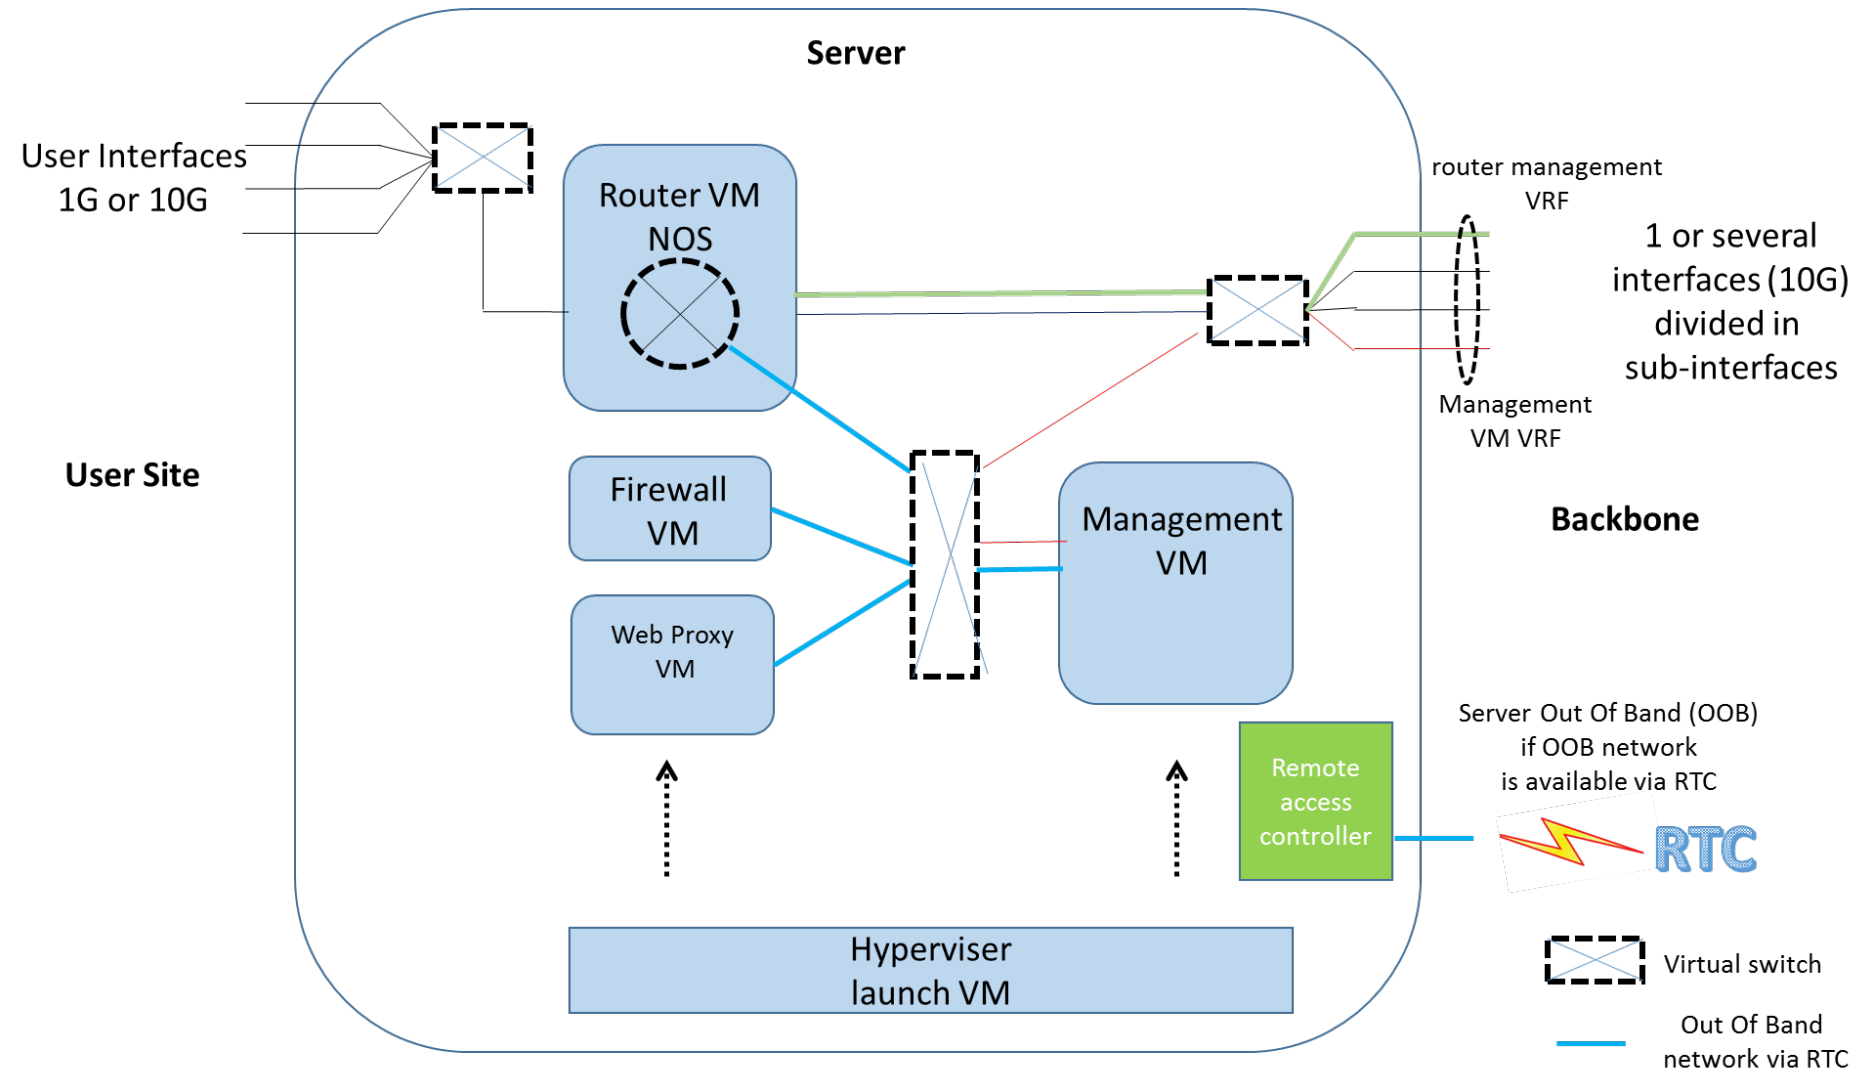 Server
User Interfaces
1G or 10G
Router VM
NOS
router management
VRF
1 or several
interfaces (10G)
divided in
sub-interfaces
Management
VM VRF
User Site
Firewall
VM
Management
VM
Backbone
Web Proxy
VM
Server Out Of Band (OOB)
if OOB network
is available via RTC
Remote
access
controller
RTC
Hyperviser
launch VM
Virtual switch
Out Of Band
network via RTC